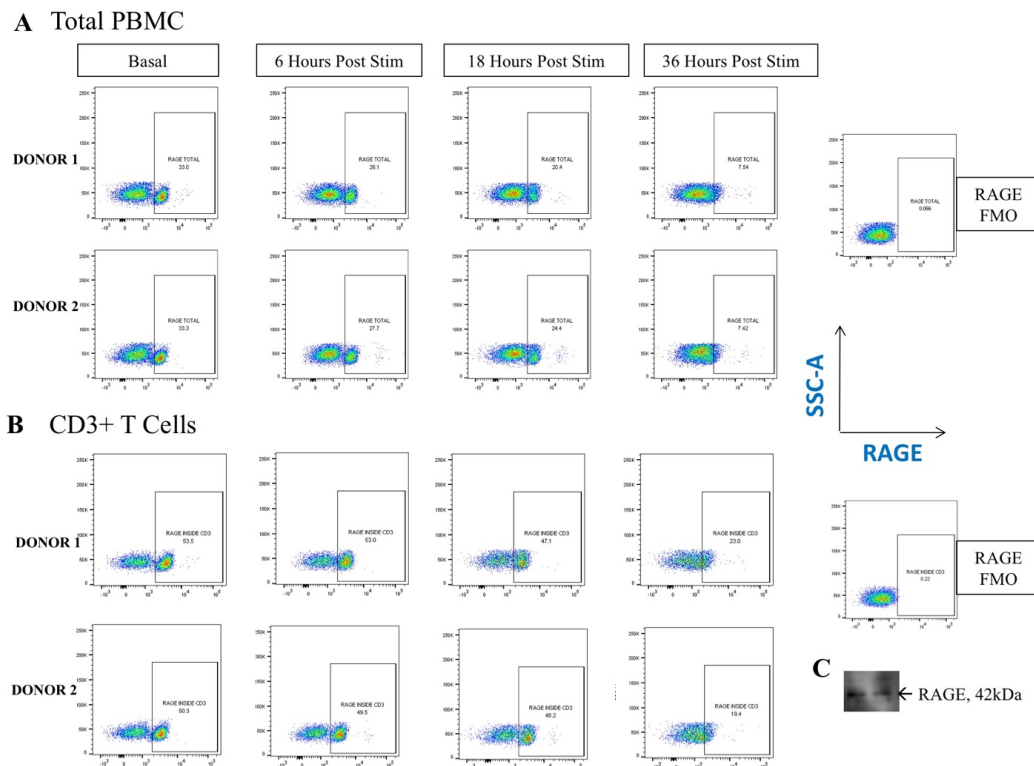 A Total PBMC
Basal
6 Hours Post Stim
18 Hours Post Stim
36 Hours Post Stim
DONOR 1
RAGE TOTAL
33.0
RAGE TOTAL
26.1
RAGE TOTAL
20.4
RAGE TOTAL
7.54
RAGE TOTAL
0.066
RAGE
FMO
DONOR 2
RAGE TOTAL
33.3
RAGE TOTAL
27.7
RAGE TOTAL
24.4
RAGE TOTAL
7.42
SSC-A
RAGE
B CD3+ T Cells
DONOR 1
RAGE INSIDE CD3
53.5
RAGE INSIDE CD3
53.0
RAGE INSIDE CD3
47.1
RAGE INSIDE CD3
23.0
RAGE INSIDE CD3
0.22
RAGE
FMO
DONOR 2
RAGE INSIDE CD3
50.3
RAGE INSIDE CD3
49.5
RAGE INSIDE CD3
48.2
RAGE INSIDE CD3
19.4
C
RAGE, 42kDa